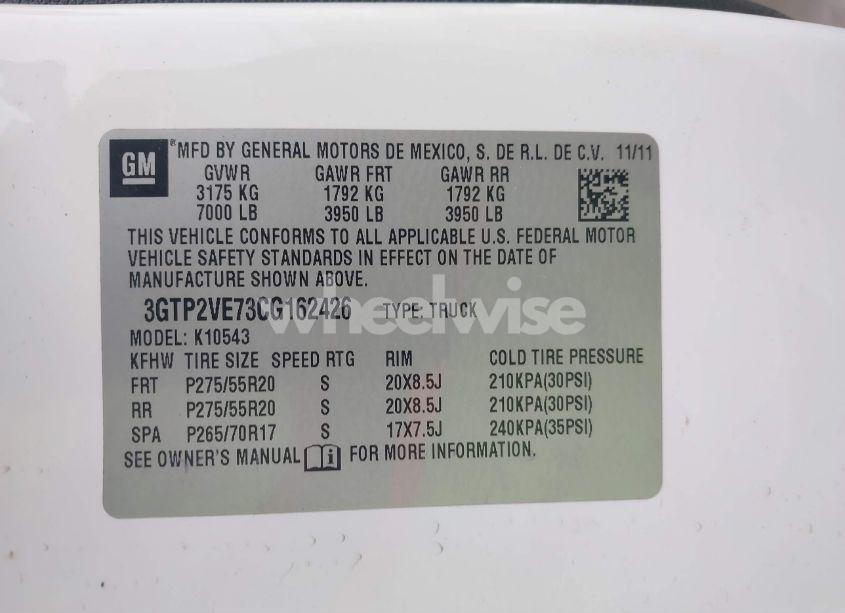 GM ® MFD BY GENERAL MOTORS DE MEXICO, S. DE R.L. DE C.V. 11/11
GVWR GAWR FRT GAWR RR
3175 KG 1792 KG 1792 KG
7000 LB 3950 LB 3950 LB
THIS VEHICLE CONFORMS TO ALL APPLICABLE U.S. FEDERAL MOTOR
VEHICLE SAFETY STANDARDS IN EFFECT ON THE DATE OF
MANUFACTURE SHOWN ABOVE.
3GTP2VE73CG162426 TYPE: TRUCK
wheelwise
MODEL: K10543
KFHW TIRE SIZE SPEED RTG RIM COLD TIRE PRESSURE
FRT P275/55R20 S 20X8.5J 210KPA(30PSI)
RR P275/55R20 S 20X8.5J 210KPA(30PSI)
SPA P265/70R17 S 17X7.5J 240KPA(35PSI)
SEE OWNER'S MANUAL i FOR MORE INFORMATION.